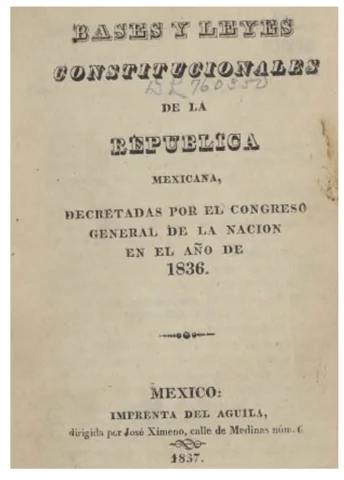 BASES Y LEYES
CONSTITUCIONALES
DE LA
REPUBLICA
MEXICANA,
DECRETADAS POR EL CONGRESO
GENERAL DE LA NACION
EN EL AÑO DE
1836.
MEXICO:
IMPRENTA DEL AGUILA,
dirigida por José Ximeno, calle de Medinas núm. 6
1837.